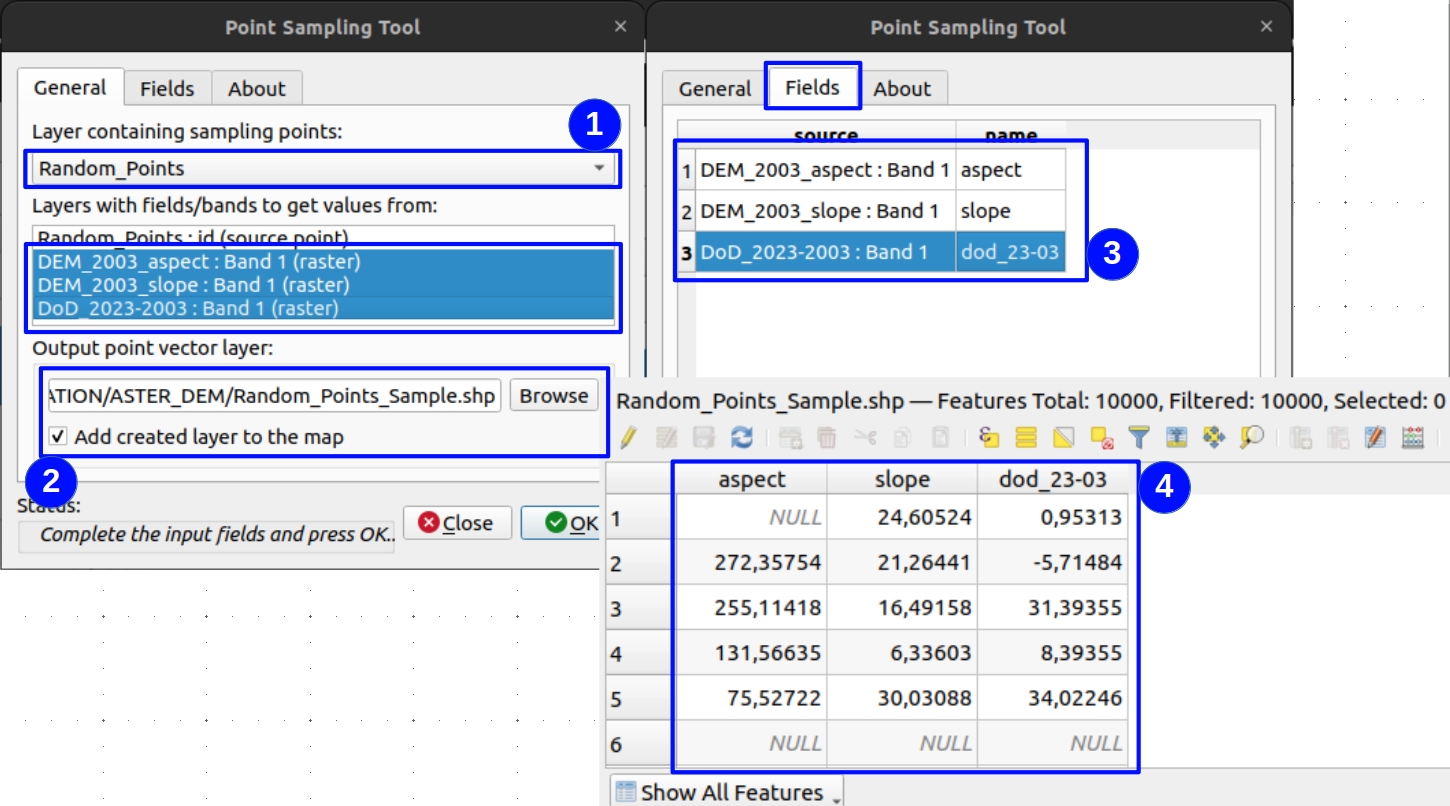 Point Sampling Tool
General Fields About
Layer containing sampling points:
1
Random_Points
Layers with fields/bands to get values from:
Random_Points : id (source point)
DEM_2003_aspect : Band 1 (raster)
DEM_2003_slope : Band 1 (raster)
DoD_2023-2003 : Band 1 (raster)
Output point vector layer:
ATION/ASTER_DEM/Random_Points_Sample.shp Browse
Add created layer to the map
2
Status:
Complete the input fields and press OK..
Close OK
Point Sampling Tool
General Fields About
source name
1 DEM_2003_aspect : Band 1 aspect
2 DEM_2003_slope : Band 1 slope
3 DoD_2023-2003 : Band 1 dod_23-03
3
Random_Points_Sample.shp — Features Total: 10000, Filtered: 10000, Selected: 0
aspect slope dod_23-03
4
1 NULL 24,60524 0,95313
2 272,35754 21,26441 -5,71484
3 255,11418 16,49158 31,39355
4 131,56635 6,33603 8,39355
5 75,52722 30,03088 34,02246
6 NULL NULL NULL
Show All Features